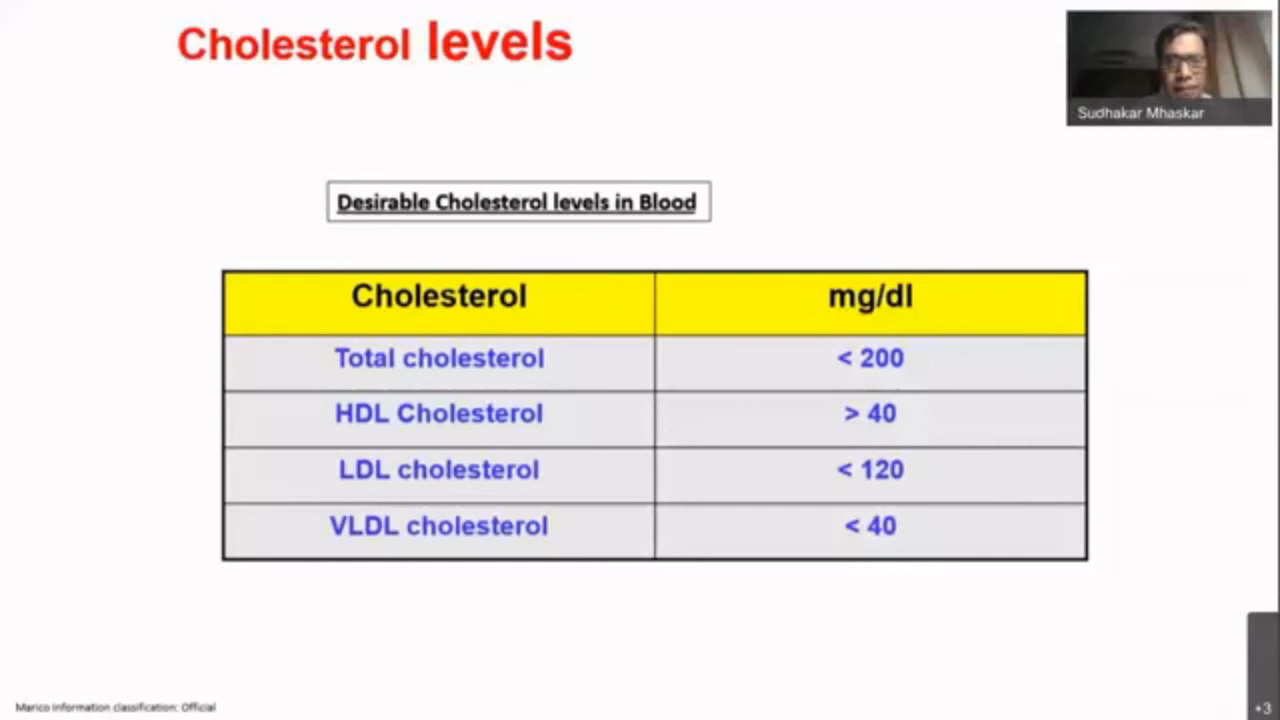 Cholesterol levels
Sudhakar Mhaskar
Desirable Cholesterol levels in Blood
Cholesterol mg/dl
Total cholesterol < 200
HDL Cholesterol > 40
LDL cholesterol < 120
VLDL cholesterol < 40
Marico Information classification: Official
+3